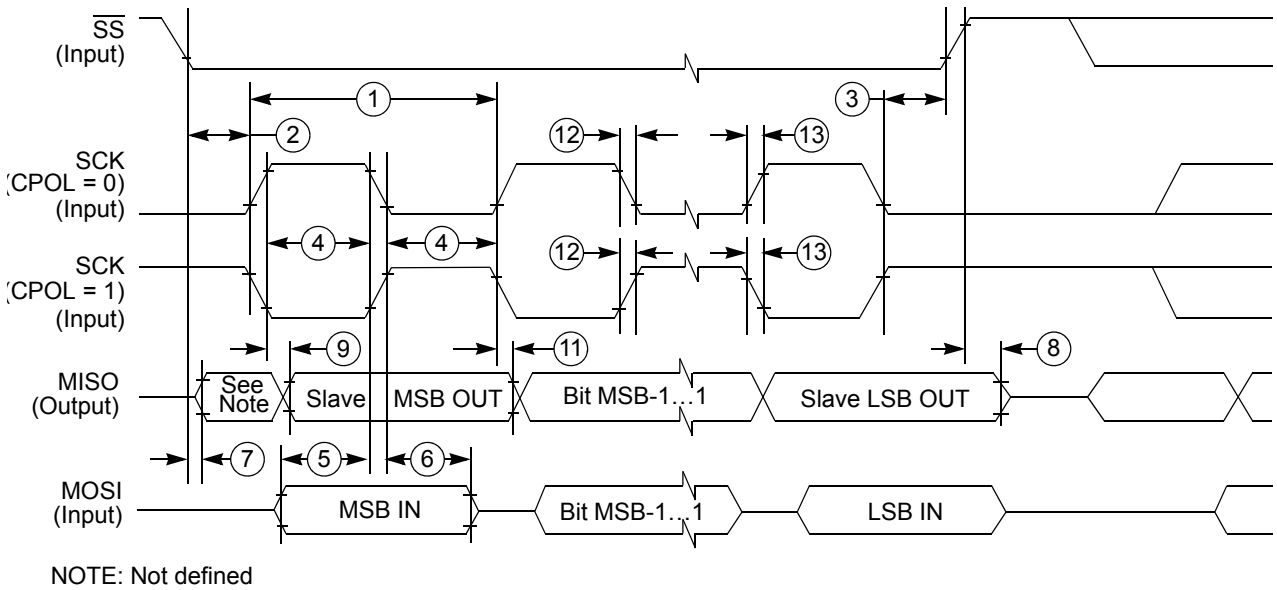 SS
(Input)
1
3
2
12
13
SCK
(CPOL = 0)
(Input)
4
4
12
13
SCK
(CPOL = 1)
(Input)
9
11
8
MISO
(Output)
See
Note
Slave MSB OUT
Bit MSB-1…1
Slave LSB OUT
7
5
6
MOSI
(Input)
MSB IN
Bit MSB-1…1
LSB IN
NOTE: Not defined